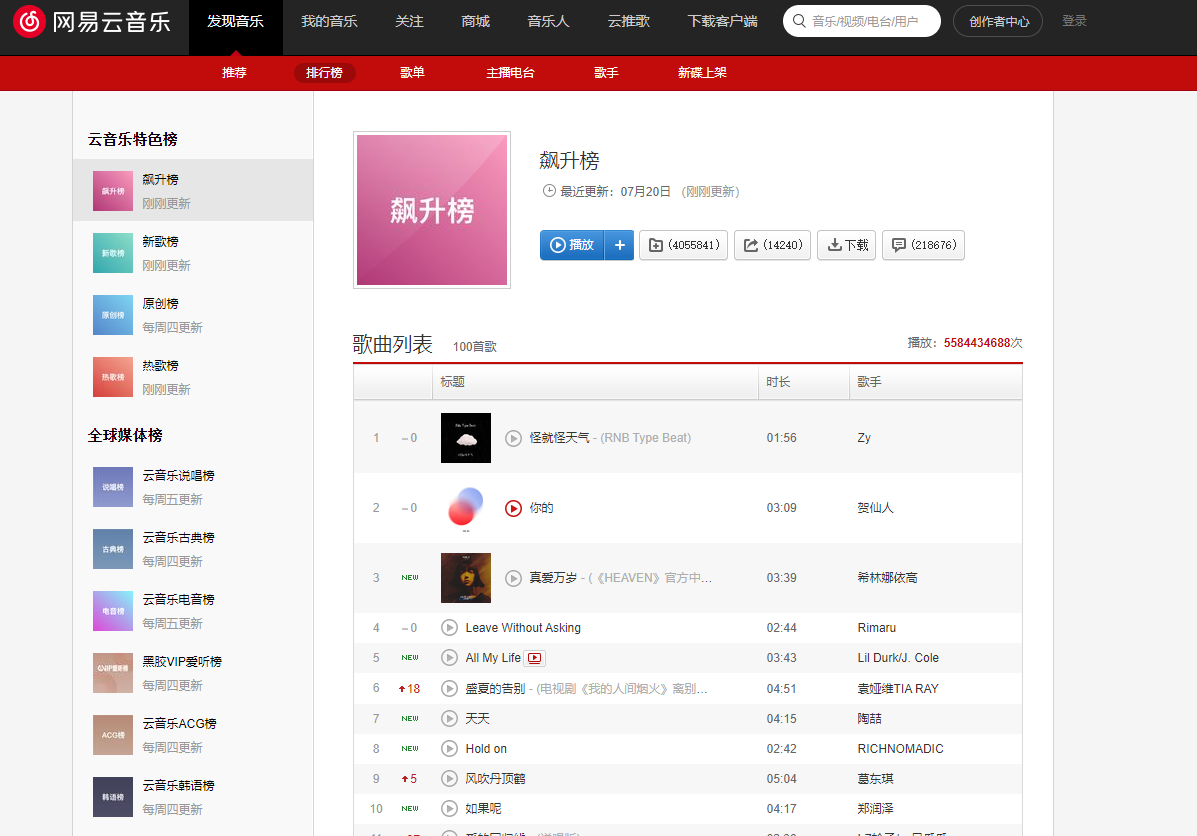 网易云音乐 发现音乐 我的音乐 关注 商城 音乐人 云推歌 下载客户端 音乐/视频/电台/用户 创作者中心 登录
推荐 排行榜 歌单 主播电台 歌手 新碟上架
云音乐特色榜
飙升榜
飙升榜
刚刚更新
新歌榜
新歌榜
刚刚更新
原创榜
原创榜
每周四更新
热歌榜
热歌榜
刚刚更新
全球媒体榜
说唱榜
云音乐说唱榜
每周五更新
古典榜
云音乐古典榜
每周四更新
电音榜
云音乐电音榜
每周五更新
黑胶VIP爱听榜
每周四更新
ACG榜
云音乐ACG榜
每周四更新
韩语榜
云音乐韩语榜
每周四更新
飙升榜
飙升榜
最近更新：07月20日 (刚刚更新)
播放 + (4055841) (14240) 下载 (218676)
歌曲列表 100首歌 播放：5584434688次
标题 时长 歌手
1 – 0 怪就怪天气 - (RNB Type Beat) 01:56 Zy
2 – 0 你的 03:09 贺仙人
3 NEW 真爱万岁 - (《HEAVEN》官方中... 03:39 希林娜依高
4 – 0 Leave Without Asking 02:44 Rimaru
5 NEW All My Life 03:43 Lil Durk/J. Cole
6 18 盛夏的告别 - (电视剧《我的人间烟火》离别... 04:51 袁娅维TIA RAY
7 NEW 天天 04:15 陶喆
8 NEW Hold on 02:42 RICHNOMADIC
9 5 风吹丹顶鹤 05:04 葛东琪
10 NEW 如果呢 04:17 郑润泽